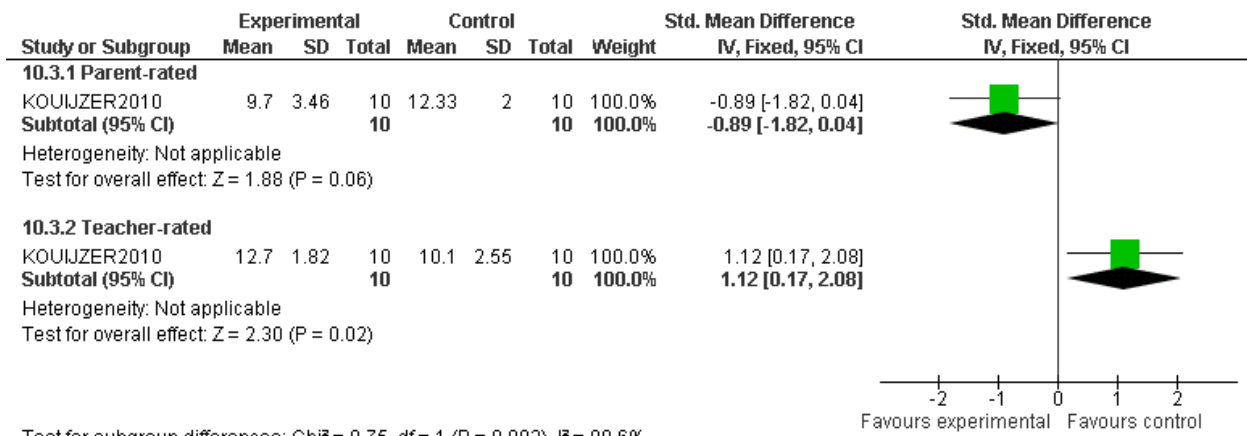 Experimental Control Std. Mean Difference Std. Mean Difference
Study or Subgroup Mean SD Total Mean SD Total Weight IV, Fixed, 95% CI IV, Fixed, 95% CI
10.3.1 Parent-rated
KOUIJZER2010 9.7 3.46 10 12.33 2 10 100.0% -0.89 [-1.82, 0.04]
Subtotal (95% CI) 10 10 100.0% -0.89 [-1.82, 0.04]
Heterogeneity: Not applicable
Test for overall effect: Z = 1.88 (P = 0.06)
10.3.2 Teacher-rated
KOUIJZER2010 12.7 1.82 10 10.1 2.55 10 100.0% 1.12 [0.17, 2.08]
Subtotal (95% CI) 10 10 100.0% 1.12 [0.17, 2.08]
Heterogeneity: Not applicable
Test for overall effect: Z = 2.30 (P = 0.02)
-2 -1 0 1 2
Favours experimental Favours control
Test for subgroup differences: